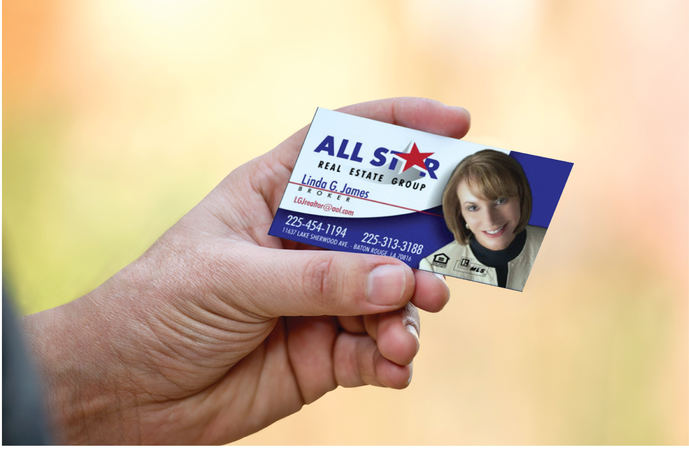 ALL STAR
REAL ESTATE GROUP
Linda G. James
BROKER
LGJrealtor@aol.com
225-454-1194 225-313-3188
11637 LAKE SHERWOOD AVE. - BATON ROUGE, LA 70816
R
MLS